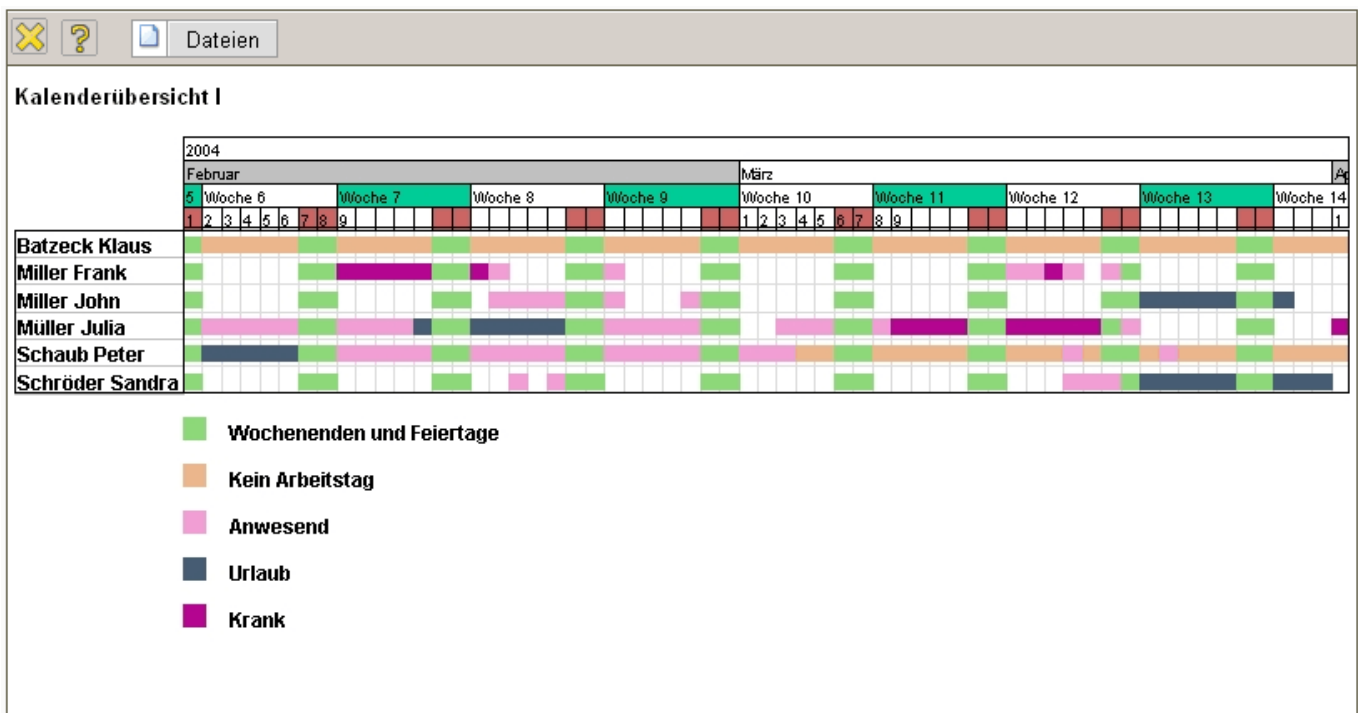 Dateien
Kalenderübersicht I
2004
Februar März
5 Woche 6 Woche 7 Woche 8 Woche 9 Woche 10 Woche 11 Woche 12 Woche 13 Woche 14
1 2 3 4 5 6 7 8 9 1 2 3 4 5 6 7 8 9 1
Batzeck Klaus
Miller Frank
Miller John
Müller Julia
Schaub Peter
Schröder Sandra
Wochenenden und Feiertage
Kein Arbeitstag
Anwesend
Urlaub
Krank